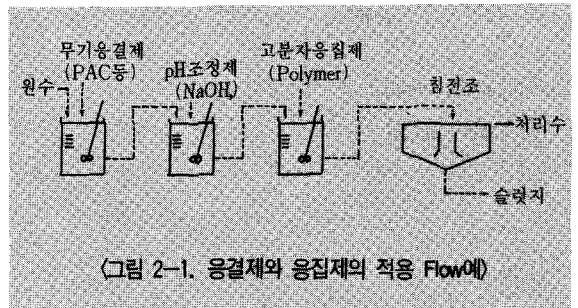 무기응결제
(PAC등)
원수
pH조정제
(NaOH)
고분자응집제
(Polymer)
침전조
처리수
슬럿지
〈그림 2-1. 응결제와 응집제의 적용 Flow예〉